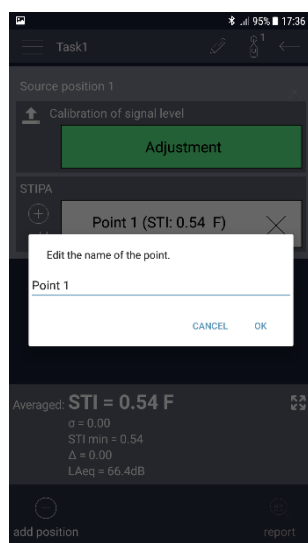 95% 17:36
Task1
1
Source position 1
Calibration of signal level
Adjustment
STIPA
Point 1 (STI: 0.54 F)
Edit the name of the point.
Point 1
CANCEL OK
Averaged: STI = 0.54 F
σ = 0.00
STI min = 0.54
Δ = 0.00
LAeq = 66.4dB
add position report